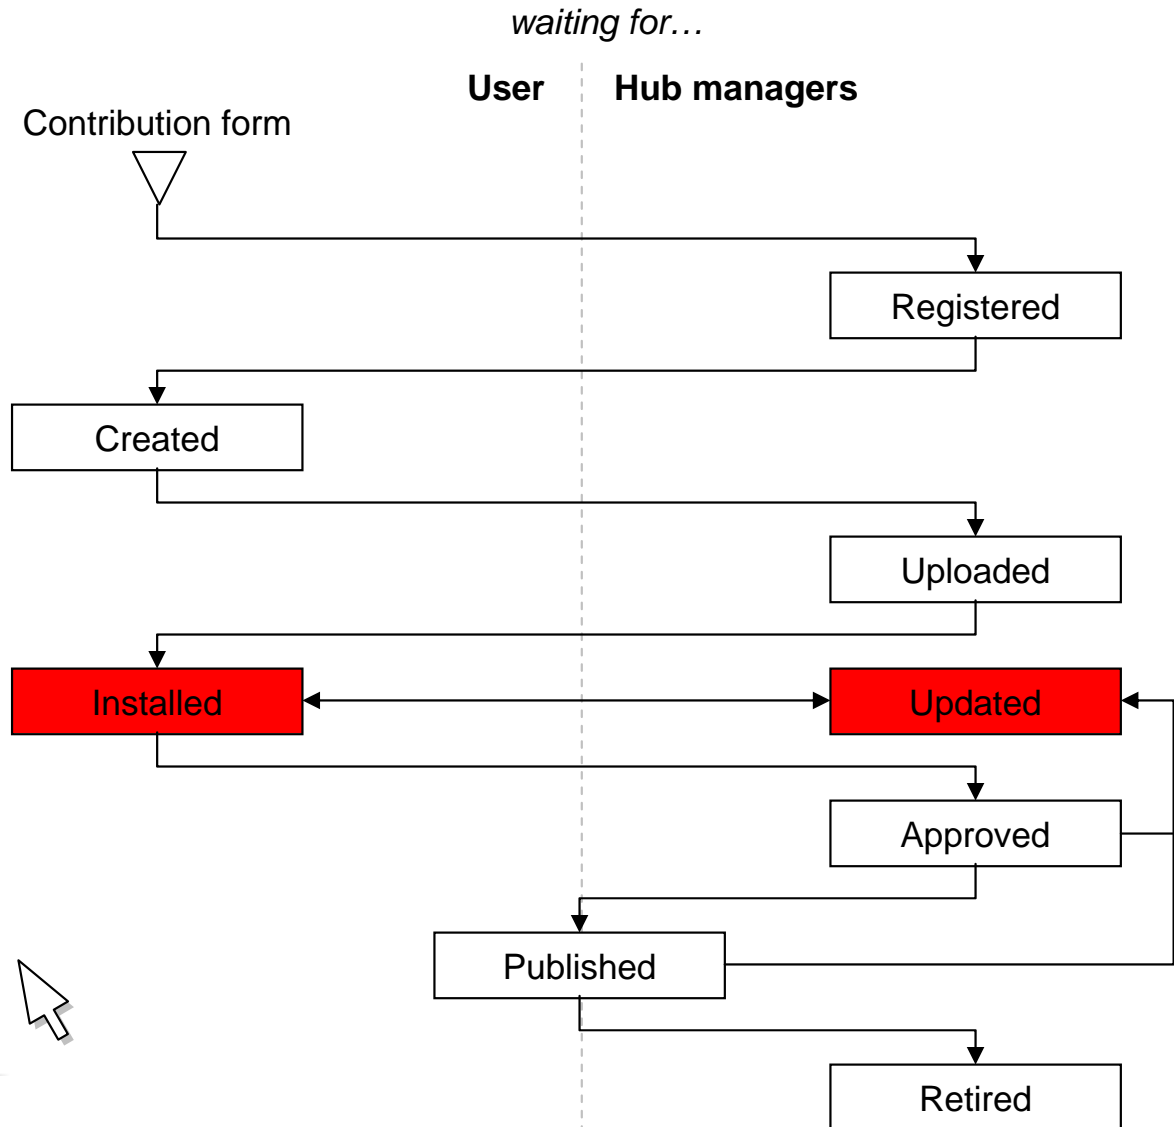 waiting for…
User
Hub managers
Contribution form
Registered
Created
Uploaded
Installed
Updated
Approved
Published
Retired